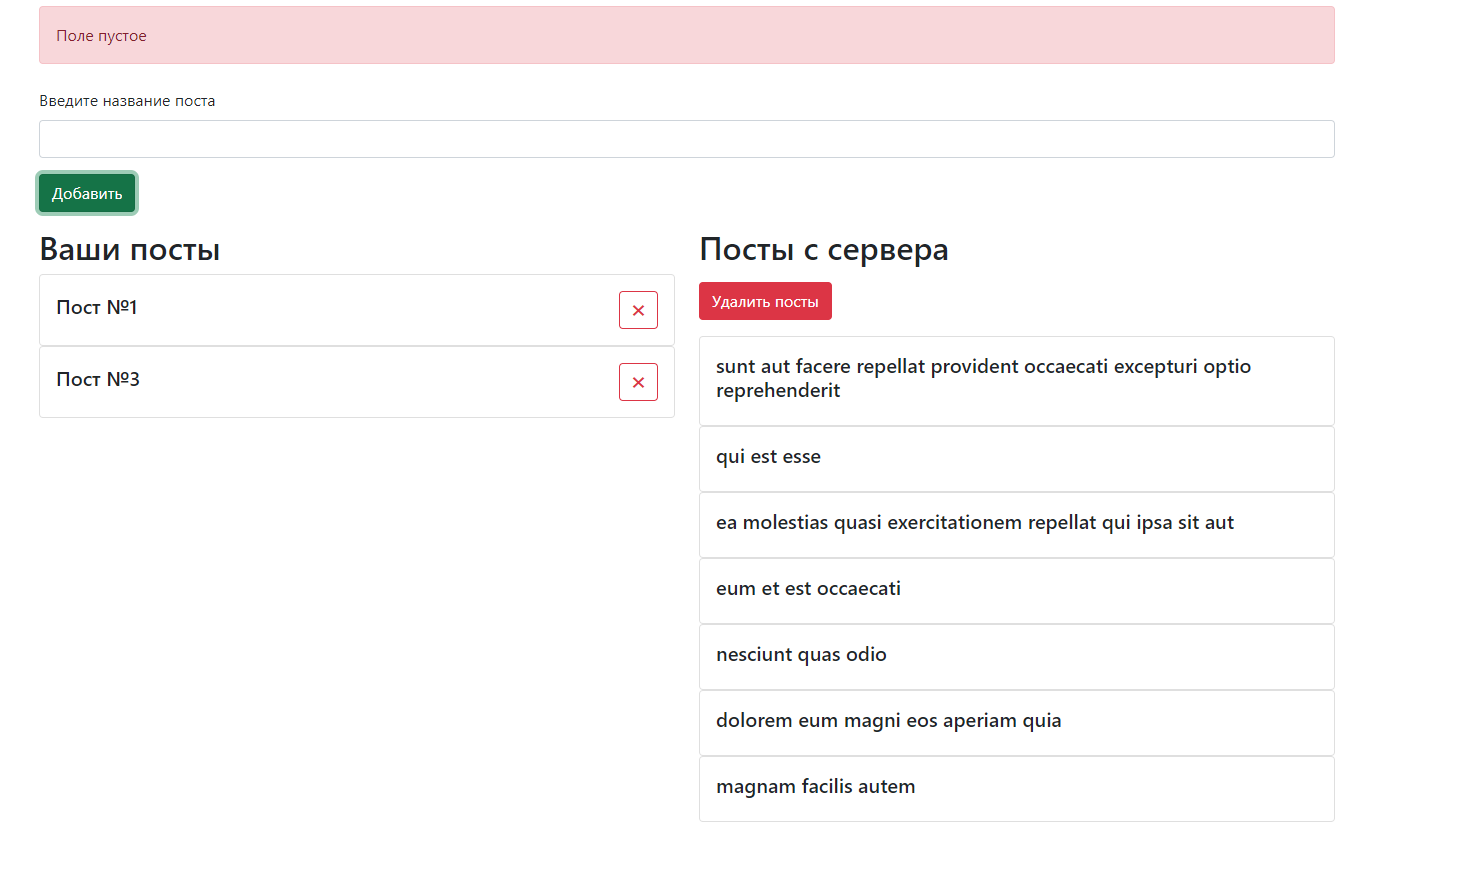 Поле пустое
Введите название поста
Добавить
Ваши посты
Пост №1
Пост №3
Посты с сервера
Удалить посты
sunt aut facere repellat provident occaecati excepturi optio
reprehenderit
qui est esse
ea molestias quasi exercitationem repellat qui ipsa sit aut
eum et est occaecati
nesciunt quas odio
dolorem eum magni eos aperiam quia
magnam facilis autem